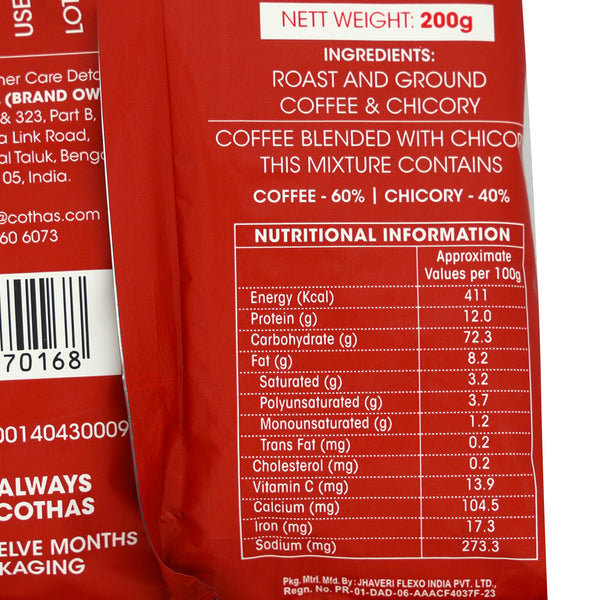 USE
LOT
ner Care Deta
(BRAND OW
& 323, Part B,
a Link Road,
al Taluk, Benga
05, India.
@cothas.com
60 6073
70168
00140430009
ALWAYS
COTHAS
ELVE MONTHS
CKAGING
NETT WEIGHT: 200g
INGREDIENTS:
ROAST AND GROUND
COFFEE & CHICORY
COFFEE BLENDED WITH CHICOR
THIS MIXTURE CONTAINS
COFFEE - 60% | CHICORY - 40%
NUTRITIONAL INFORMATION
Approximate
Values per 100g
Energy (Kcal) 411
Protein (g) 12.0
Carbohydrate (g) 72.3
Fat (g) 8.2
Saturated (g) 3.2
Polyunsaturated (g) 3.7
Monounsaturated (g) 1.2
Trans Fat (mg) 0.2
Cholesterol (mg) 0.2
Vitamin C (mg) 13.9
Calcium (mg) 104.5
Iron (mg) 17.3
Sodium (mg) 273.3
Pkg. Mtrl. Mfd. By : JHAVERI FLEXO INDIA PVT. LTD.,
Regn. No. PR-01-DAD-06-AAACF4037F-23